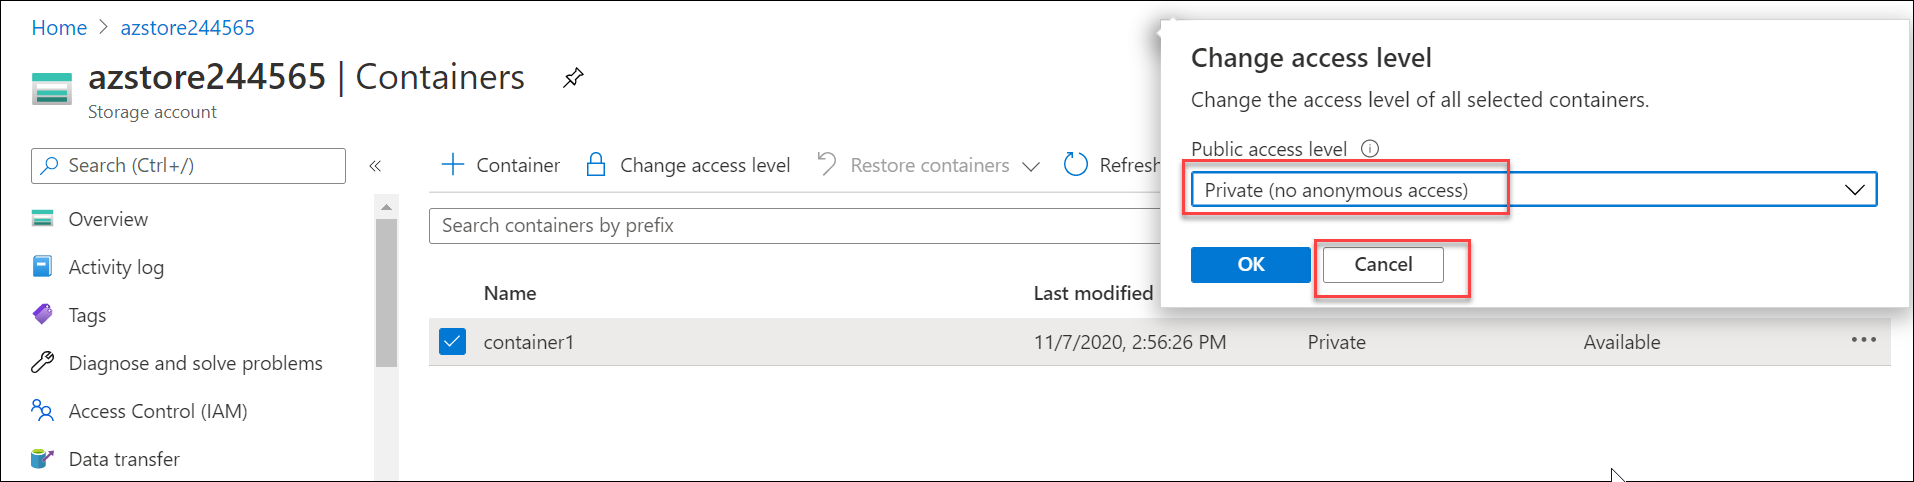 Home > azstore244565
azstore244565 | Containers
Storage account
Search (Ctrl+/)
«
Overview
Activity log
Tags
Diagnose and solve problems
Access Control (IAM)
Data transfer
+ Container
Change access level
Restore containers
Refresh
Search containers by prefix
Name
Last modified
container1
11/7/2020, 2:56:26 PM
Private
Available
...
Change access level
Change the access level of all selected containers.
Public access level
Private (no anonymous access)
OK
Cancel